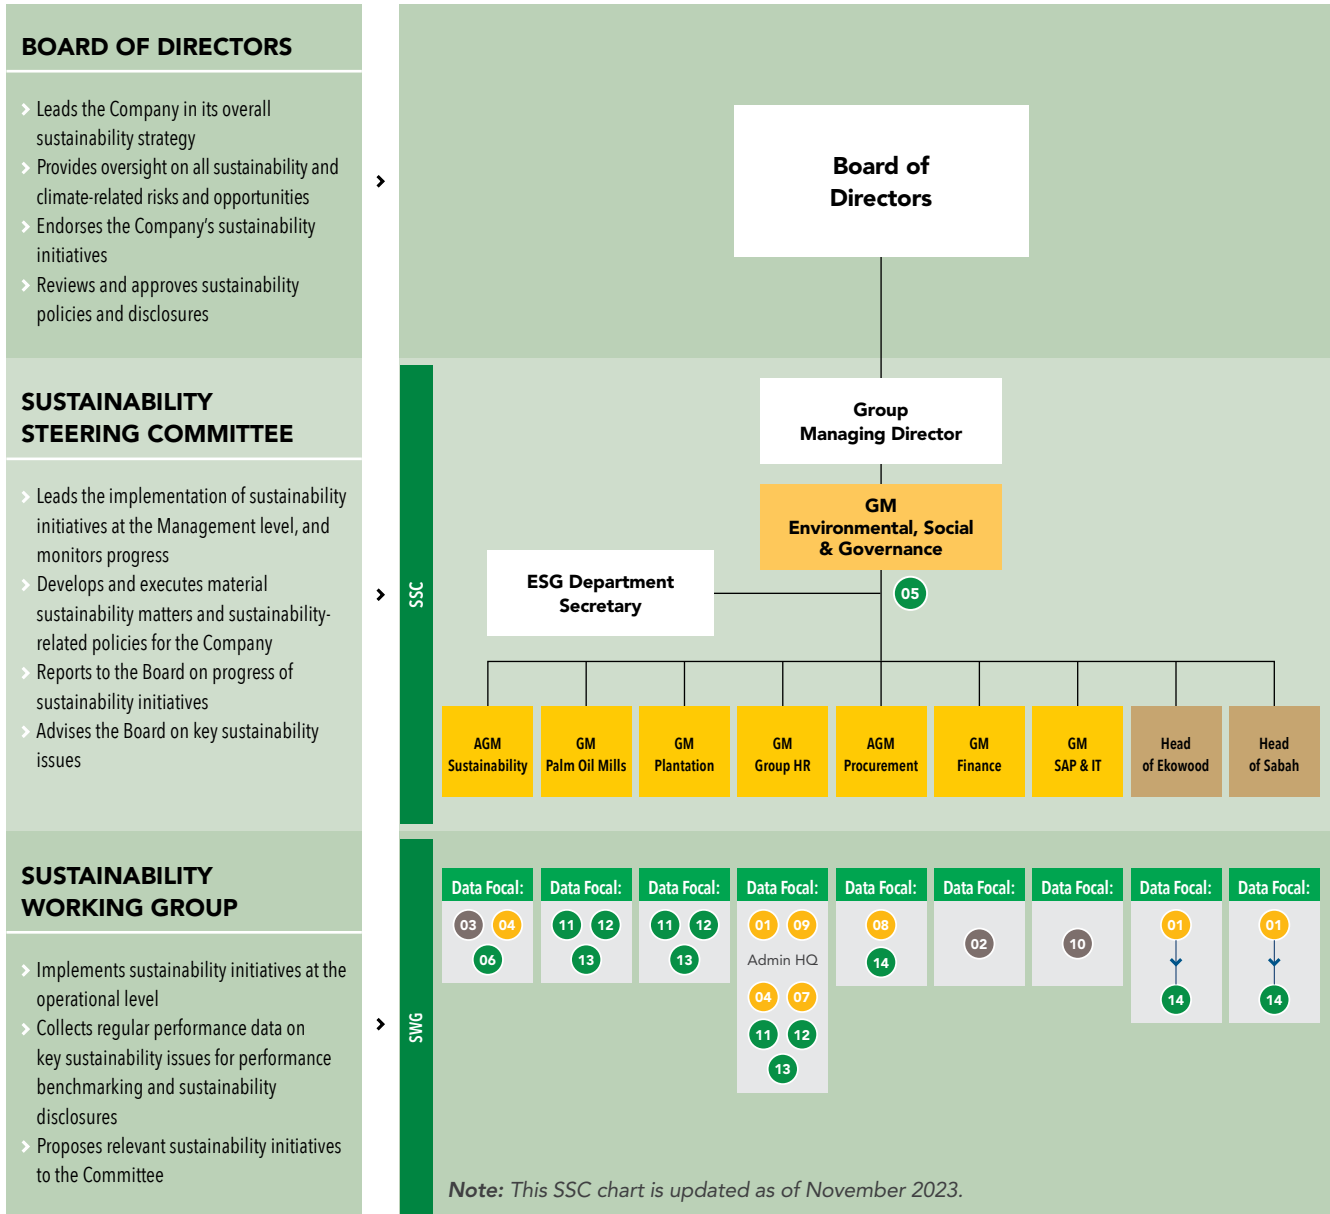 BOARD OF DIRECTORS
Leads the Company in its overall
sustainability strategy
Provides oversight on all sustainability and
climate-related risks and opportunities
Endorses the Company's sustainability
initiatives
Reviews and approves sustainability
policies and disclosures
Board of
Directors
SUSTAINABILITY
STEERING COMMITTEE
Leads the implementation of sustainability
initiatives at the Management level, and
monitors progress
Develops and executes material
sustainability matters and sustainability-
related policies for the Company
Reports to the Board on progress of
sustainability initiatives
Advises the Board on key sustainability
issues
SSC
Group
Managing Director
GM
Environmental, Social
& Governance
ESG Department
Secretary
05
AGM
Sustainability
GM
Palm Oil Mills
GM
Plantation
GM
Group HR
AGM
Procurement
GM
Finance
GM
SAP & IT
Head
of Ekowood
Head
of Sabah
SUSTAINABILITY
WORKING GROUP
Implements sustainability initiatives at the
operational level
Collects regular performance data on
key sustainability issues for performance
benchmarking and sustainability
disclosures
Proposes relevant sustainability initiatives
to the Committee
SWG
Data Focal:
03 04
06
Data Focal:
11 12
13
Data Focal:
11 12
13
Data Focal:
01 09
Admin HQ
04 07
11 12
13
Data Focal:
08
14
Data Focal:
02
Data Focal:
10
Data Focal:
01
14
Data Focal:
01
14
Note: This SSC chart is updated as of November 2023.